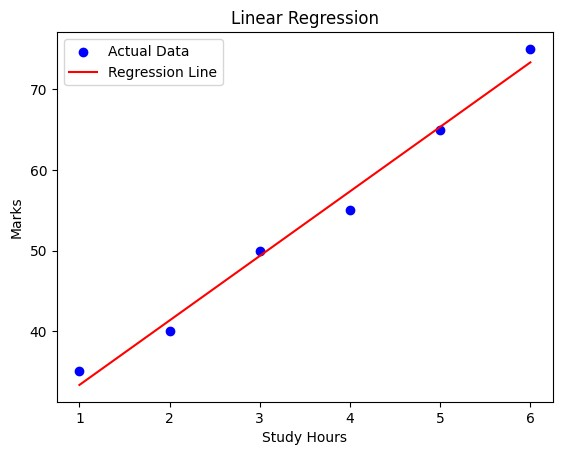 Linear Regression
Actual Data
Regression Line
Marks
70
60
50
40
1 2 3 4 5 6
Study Hours